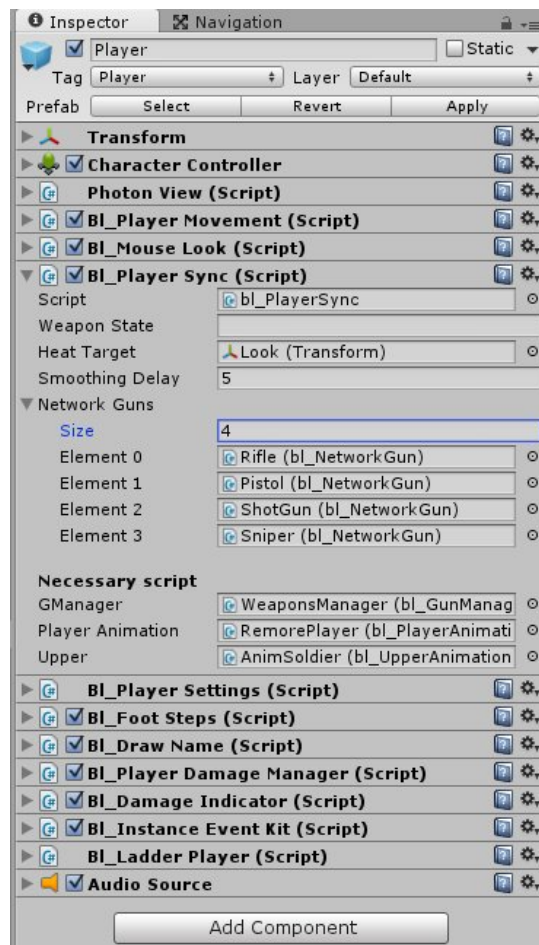 Inspector Navigation
Player Static
Tag Player Layer Default
Prefab Select Revert Apply
Transform
Character Controller
Photon View (Script)
Bl_Player Movement (Script)
Bl_Mouse Look (Script)
Bl_Player Sync (Script)
Script bl_PlayerSync
Weapon State
Heat Target Look (Transform)
Smoothing Delay 5
Network Guns
Size 4
Element 0 Rifle (bl_NetworkGun)
Element 1 Pistol (bl_NetworkGun)
Element 2 ShotGun (bl_NetworkGun)
Element 3 Sniper (bl_NetworkGun)
Necessary script
GManager WeaponsManager (bl_GunManag
Player Animation RemorePlayer (bl_PlayerAnimati
Upper AnimSoldier (bl_UpperAnimation
Bl_Player Settings (Script)
Bl_Foot Steps (Script)
Bl_Draw Name (Script)
Bl_Player Damage Manager (Script)
Bl_Damage Indicator (Script)
Bl_Instance Event Kit (Script)
Bl_Ladder Player (Script)
Audio Source
Add Component